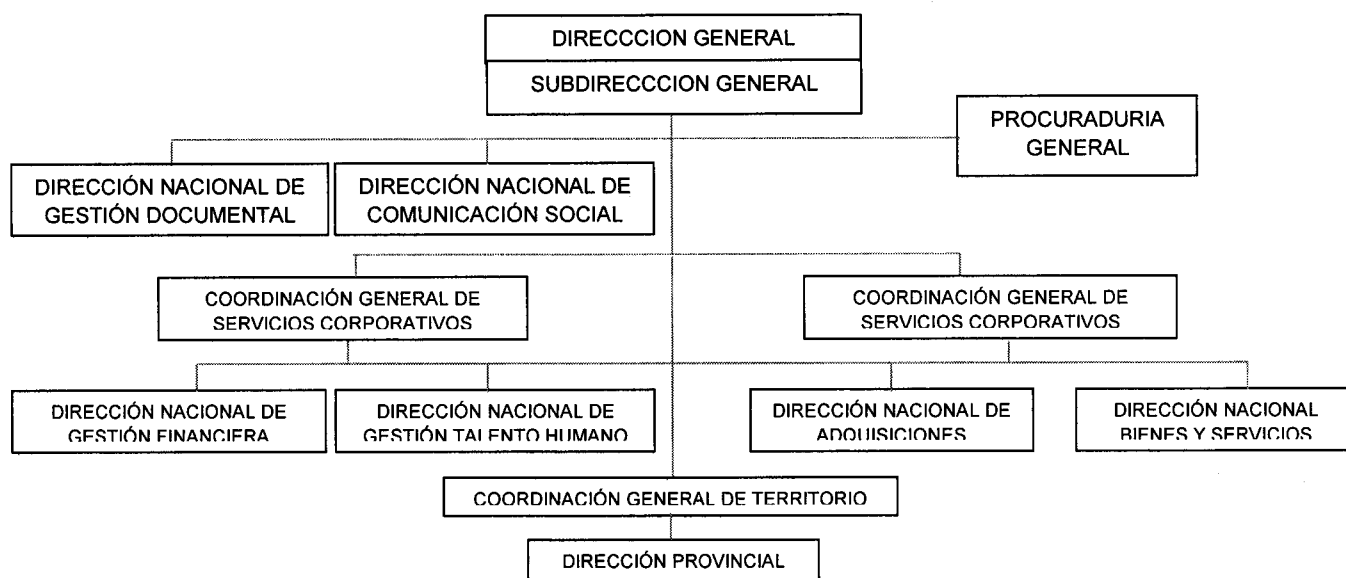 DIRECCCION GENERAL
SUBDIRECCCION GENERAL
PROCURADURIA
GENERAL
DIRECCIÓN NACIONAL DE
GESTIÓN DOCUMENTAL
DIRECCIÓN NACIONAL DE
COMUNICACIÓN SOCIAL
COORDINACIÓN GENERAL DE
SERVICIOS CORPORATIVOS
COORDINACIÓN GENERAL DE
SERVICIOS CORPORATIVOS
DIRECCIÓN NACIONAL DE
GESTIÓN FINANCIERA
DIRECCIÓN NACIONAL DE
GESTIÓN TALENTO HUMANO
DIRECCIÓN NACIONAL DE
ADQUISICIONES
DIRECCIÓN NACIONAL
BIENES Y SERVICIOS
COORDINACIÓN GENERAL DE TERRITORIO
DIRECCIÓN PROVINCIAL